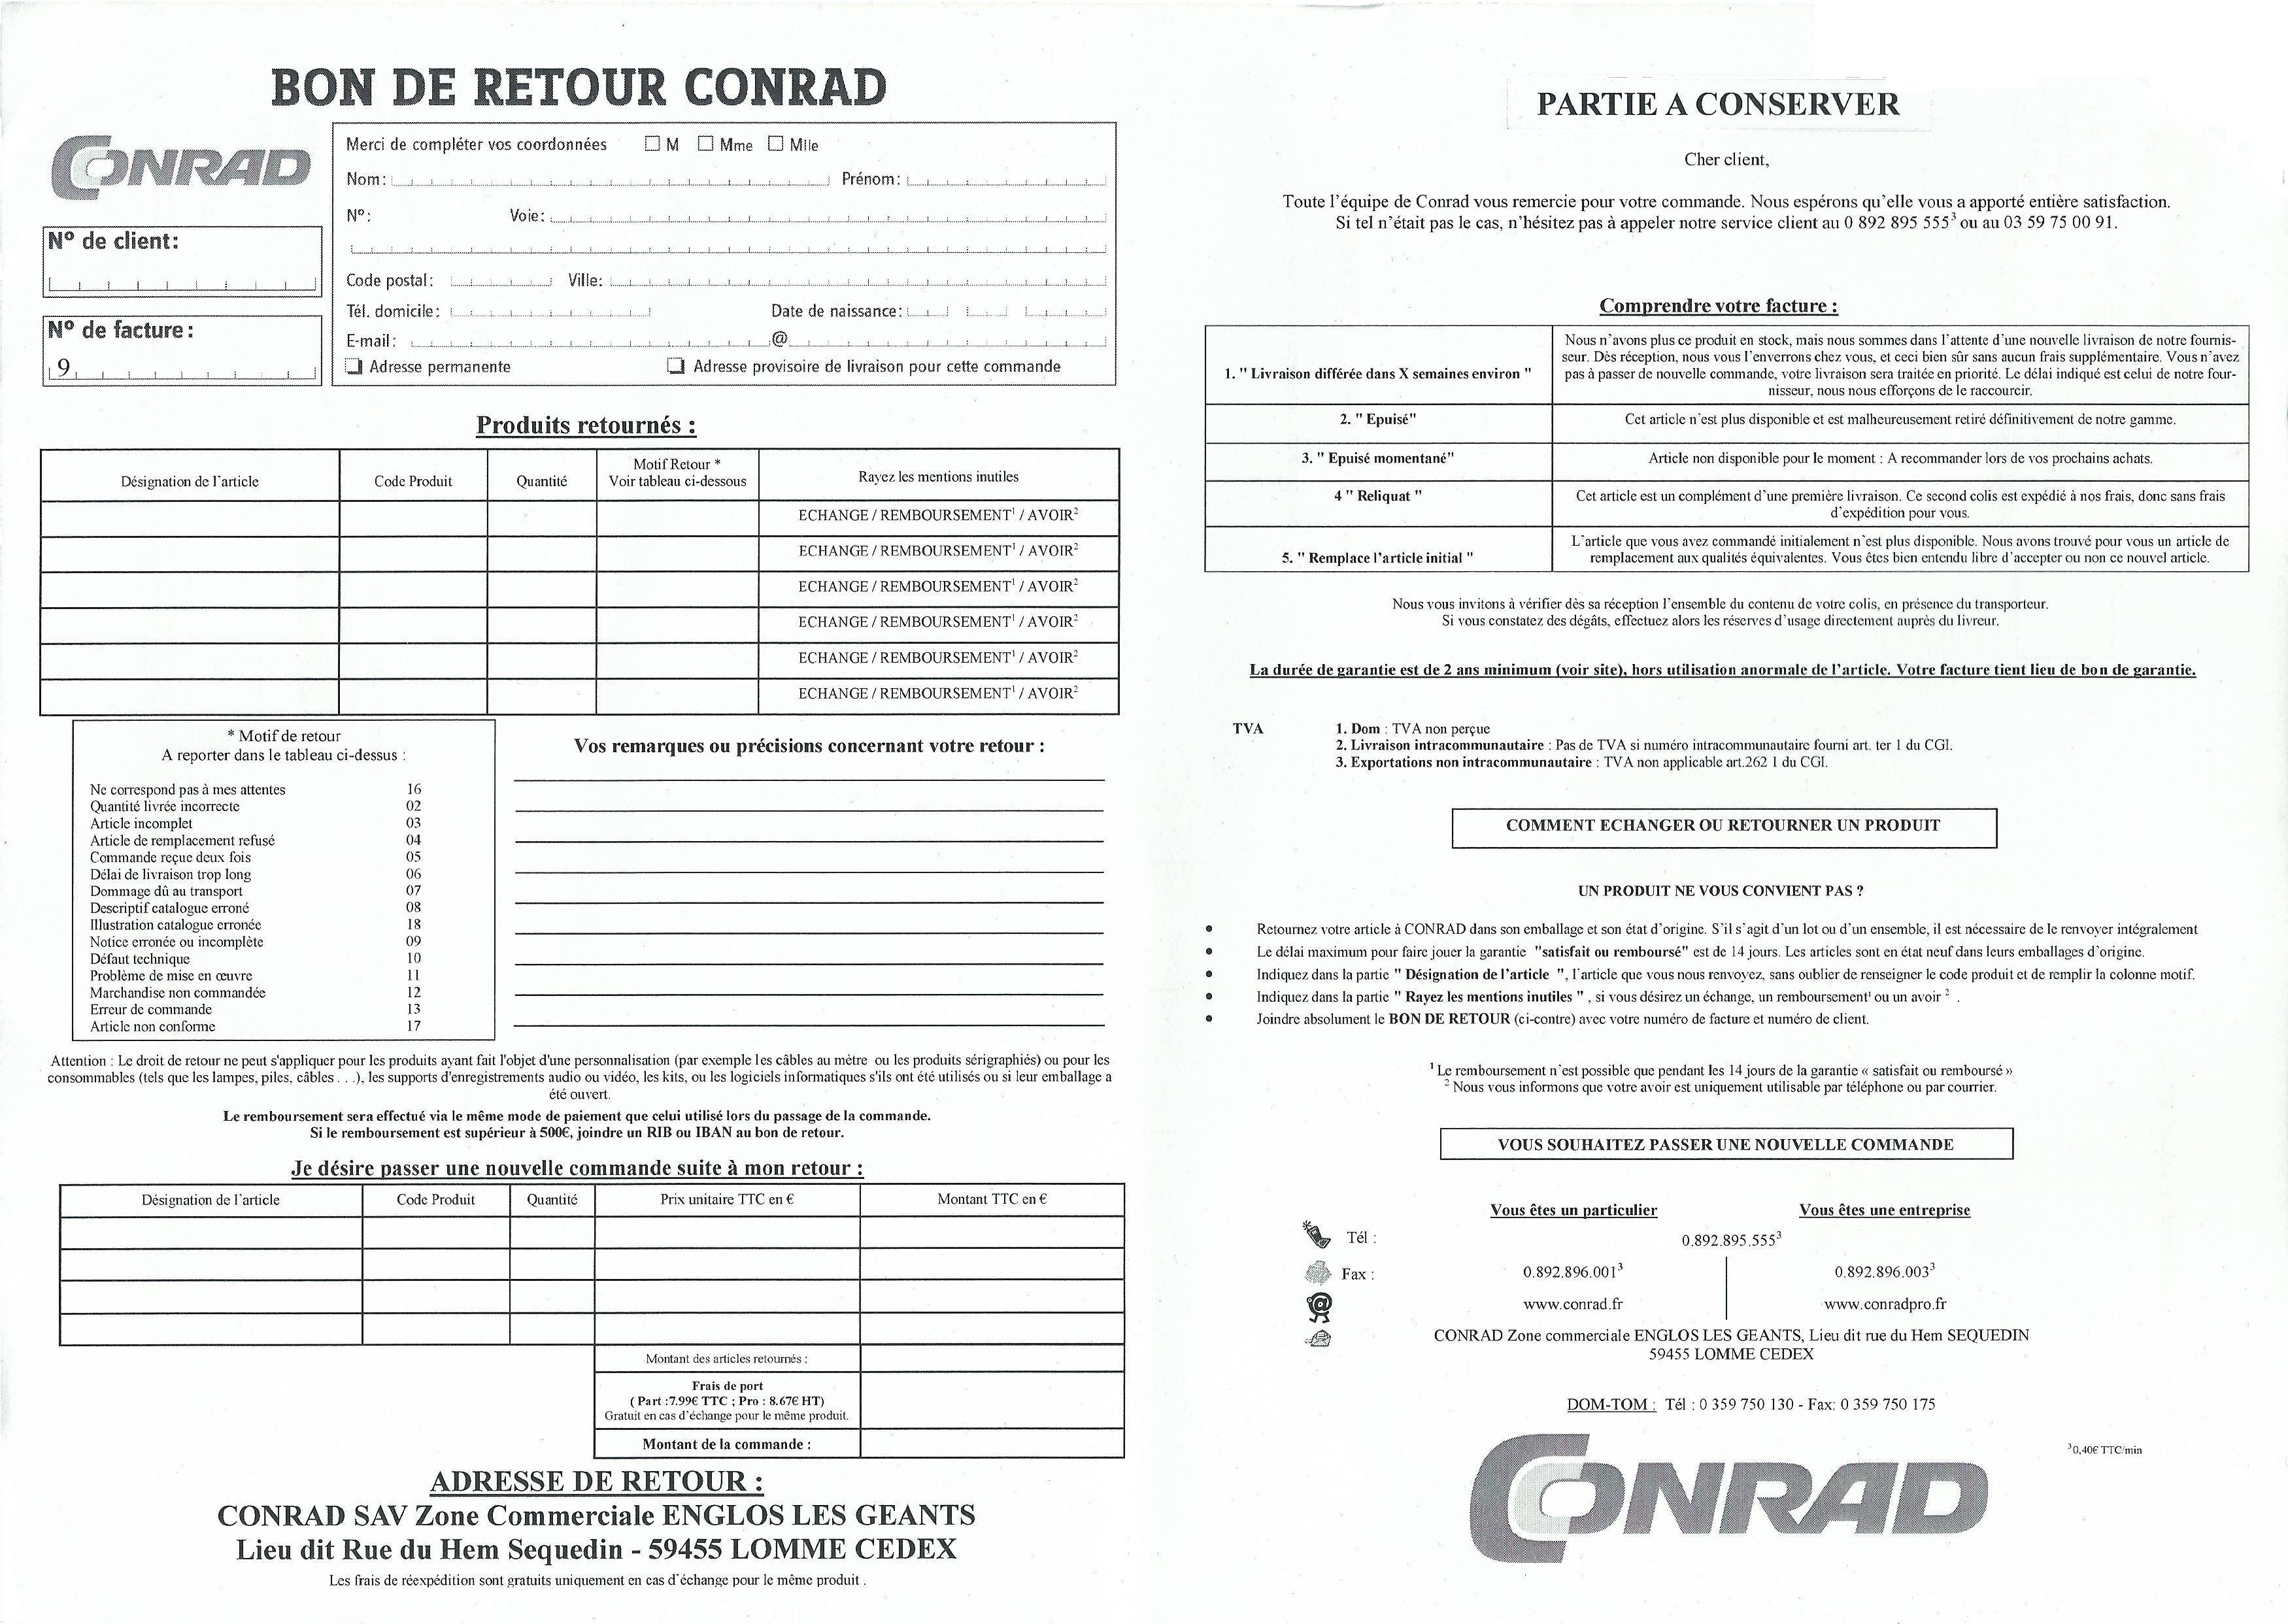 BON DE RETOUR CONRAD
CONRAD
Merci de compléter vos coordonnées M Mme Mlle
Nom: Prénom:
N°: Voie:
Code postal: Ville:
Tél. domicile: Date de naissance:
E-mail: @
Adresse permanente Adresse provisoire de livraison pour cette commande
N° de client:
N° de facture:
9
Produits retournés :
Désignation de l'article Code Produit Quantité Motif Retour * Voir tableau ci-dessous Rayez les mentions inutiles
ECHANGE / REMBOURSEMENT¹ / AVOIR²
ECHANGE / REMBOURSEMENT¹ / AVOIR²
ECHANGE / REMBOURSEMENT¹ / AVOIR²
ECHANGE / REMBOURSEMENT¹ / AVOIR²
ECHANGE / REMBOURSEMENT¹ / AVOIR²
ECHANGE / REMBOURSEMENT¹ / AVOIR²
* Motif de retour
A reporter dans le tableau ci-dessus :
Ne correspond pas à mes attentes 16
Quantité livrée incorrecte 02
Article incomplet 03
Article de remplacement refusé 04
Commande reçue deux fois 05
Délai de livraison trop long 06
Dommage dû au transport 07
Descriptif catalogue erroné 08
Illustration catalogue erronée 18
Notice erronée ou incomplète 09
Défaut technique 10
Problème de mise en œuvre 11
Marchandise non commandée 12
Erreur de commande 13
Article non conforme 17
Vos remarques ou précisions concernant votre retour :
Attention : Le droit de retour ne peut s'appliquer pour les produits ayant fait l'objet d'une personnalisation (par exemple les câbles au mètre ou les produits sérigraphiés) ou pour les
consommables (tels que les lampes, piles, câbles . . .), les supports d'enregistrements audio ou vidéo, les kits, ou les logiciels informatiques s'ils ont été utilisés ou si leur emballage a
été ouvert.
Le remboursement sera effectué via le même mode de paiement que celui utilisé lors du passage de la commande.
Si le remboursement est supérieur à 500€, joindre un RIB ou IBAN au bon de retour.
Je désire passer une nouvelle commande suite à mon retour :
Désignation de l'article Code Produit Quantité Prix unitaire TTC en € Montant TTC en €
Montant des articles retournés :
Frais de port
( Part :7.99€ TTC ; Pro : 8.67€ HT)
Gratuit en cas d'échange pour le même produit.
Montant de la commande :
ADRESSE DE RETOUR :
CONRAD SAV Zone Commerciale ENGLOS LES GEANTS
Lieu dit Rue du Hem Sequedin - 59455 LOMME CEDEX
Les frais de réexpédition sont gratuits uniquement en cas d'échange pour le même produit .
PARTIE A CONSERVER
Cher client,
Toute l'équipe de Conrad vous remercie pour votre commande. Nous espérons qu'elle vous a apporté entière satisfaction.
Si tel n'était pas le cas, n'hésitez pas à appeler notre service client au 0 892 895 555³ ou au 03 59 75 00 91.
Comprendre votre facture :
1. " Livraison différée dans X semaines environ "
Nous n'avons plus ce produit en stock, mais nous sommes dans l'attente d'une nouvelle livraison de notre fournis-
seur. Dès réception, nous vous l'enverrons chez vous, et ceci bien sûr sans aucun frais supplémentaire. Vous n'avez
pas à passer de nouvelle commande, votre livraison sera traitée en priorité. Le délai indiqué est celui de notre four-
nisseur, nous nous efforçons de le raccourcir.
2. " Epuisé"
Cet article n'est plus disponible et est malheureusement retiré définitivement de notre gamme.
3. " Epuisé momentané"
Article non disponible pour le moment : A recommander lors de vos prochains achats.
4 " Reliquat "
Cet article est un complément d'une première livraison. Ce second colis est expédié à nos frais, donc sans frais
d'expédition pour vous.
5. " Remplace l'article initial "
L'article que vous avez commandé initialement n'est plus disponible. Nous avons trouvé pour vous un article de
remplacement aux qualités équivalentes. Vous êtes bien entendu libre d'accepter ou non ce nouvel article.
Nous vous invitons à vérifier dès sa réception l'ensemble du contenu de votre colis, en présence du transporteur.
Si vous constatez des dégâts, effectuez alors les réserves d'usage directement auprès du livreur.
La durée de garantie est de 2 ans minimum (voir site), hors utilisation anormale de l'article. Votre facture tient lieu de bon de garantie.
TVA 1. Dom : TVA non perçue
2. Livraison intracommunautaire : Pas de TVA si numéro intracommunautaire fourni art. ter 1 du CGI.
3. Exportations non intracommunautaire : TVA non applicable art.262 1 du CGI.
COMMENT ECHANGER OU RETOURNER UN PRODUIT
UN PRODUIT NE VOUS CONVIENT PAS ?
• Retournez votre article à CONRAD dans son emballage et son état d'origine. S'il s'agit d'un lot ou d'un ensemble, il est nécessaire de le renvoyer intégralement
• Le délai maximum pour faire jouer la garantie "satisfait ou remboursé" est de 14 jours. Les articles sont en état neuf dans leurs emballages d'origine.
• Indiquez dans la partie " Désignation de l'article ", l'article que vous nous renvoyez, sans oublier de renseigner le code produit et de remplir la colonne motif.
• Indiquez dans la partie " Rayez les mentions inutiles " , si vous désirez un échange, un remboursement¹ ou un avoir ² .
• Joindre absolument le BON DE RETOUR (ci-contre) avec votre numéro de facture et numéro de client.
¹ Le remboursement n'est possible que pendant les 14 jours de la garantie « satisfait ou remboursé »
² Nous vous informons que votre avoir est uniquement utilisable par téléphone ou par courrier.
VOUS SOUHAITEZ PASSER UNE NOUVELLE COMMANDE
Vous êtes un particulier Vous êtes une entreprise
Tél : 0.892.895.555³
Fax : 0.892.896.001³ 0.892.896.003³
www.conrad.fr www.conradpro.fr
CONRAD Zone commerciale ENGLOS LES GEANTS, Lieu dit rue du Hem SEQUEDIN
59455 LOMME CEDEX
DOM-TOM : Tél : 0 359 750 130 - Fax: 0 359 750 175
³ 0,40€ TTC/min
CONRAD